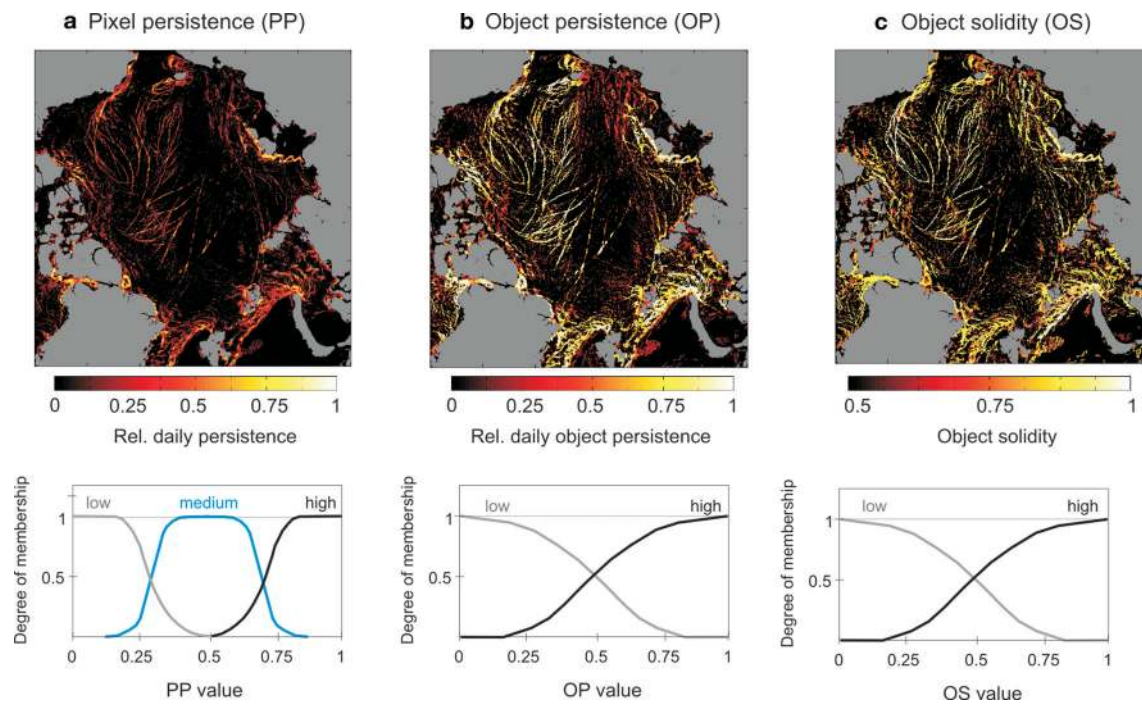 a Pixel persistence (PP)
b Object persistence (OP)
c Object solidity (OS)
0 0.25 0.5 0.75 1
Rel. daily persistence
0 0.25 0.5 0.75 1
Rel. daily object persistence
0.5 0.75 1
Object solidity
Degree of membership
low medium high
1
0.5
0 0.25 0.5 0.75 1
PP value
Degree of membership
low high
1
0.5
0 0.25 0.5 0.75 1
OP value
Degree of membership
low high
1
0.5
0 0.25 0.5 0.75 1
OS value